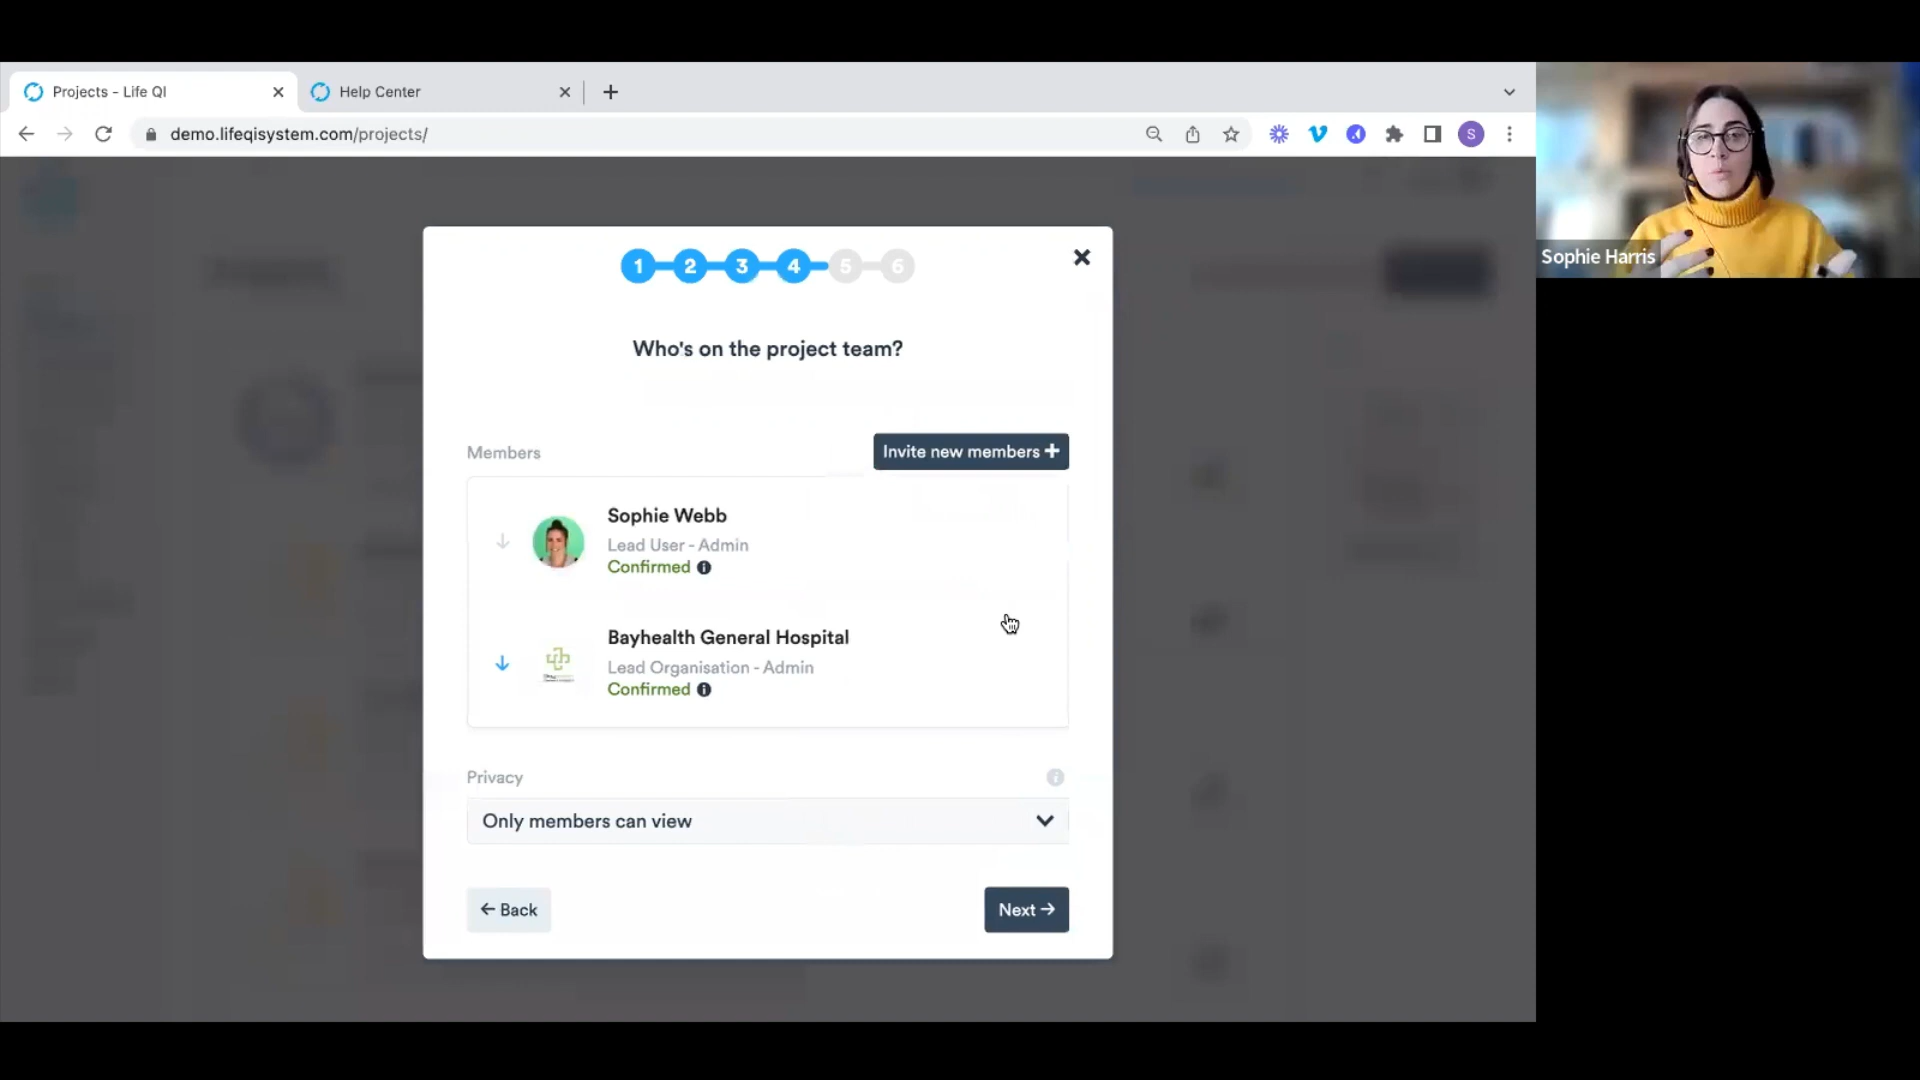 Projects - Life QI
Help Center
demo.lifeqisystem.com/projects/
S
Sophie Harris
1 2 3 4 5 6
Who's on the project team?
Members
Invite new members
Sophie Webb
Lead User - Admin
Confirmed
Bayhealth General Hospital
Lead Organisation - Admin
Confirmed
Privacy
Only members can view
Back
Next